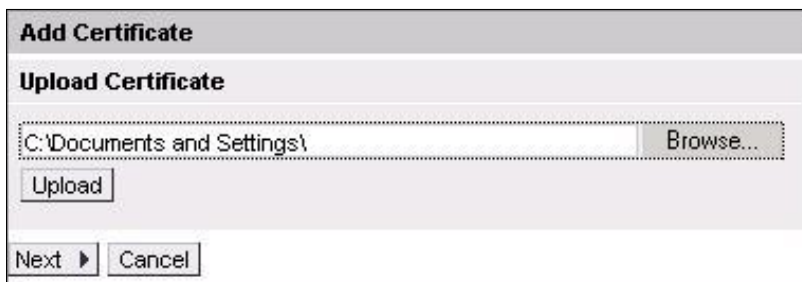 Add Certificate
Upload Certificate
C:\Documents and Settings\ Browse...
Upload
Next Cancel